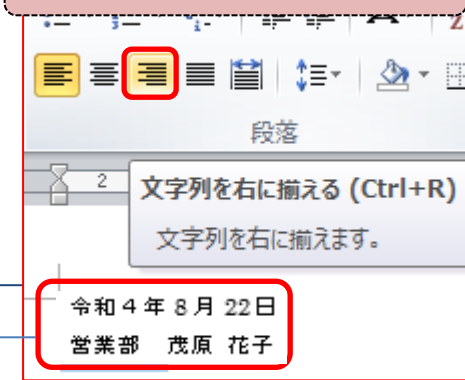 段落
2
文字列を右に揃える (Ctrl+R)
文字列を右に揃えます。
令和４年 8月 22日
営業部　茂原 花子